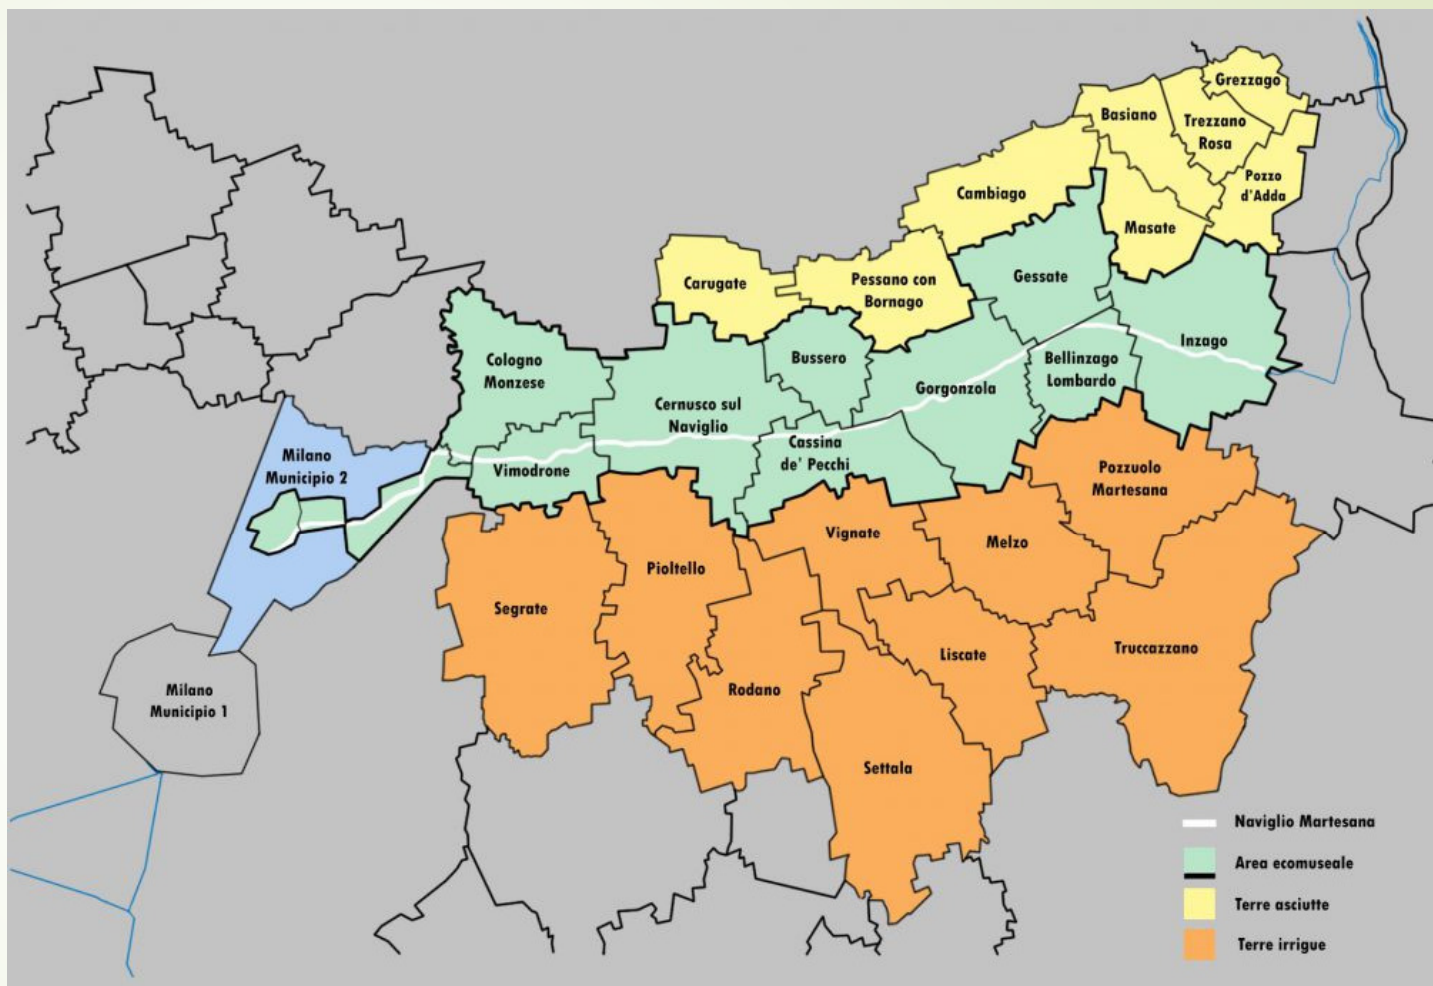 Grezzago
Basiano
Trezzano
Rosa
Pozzo
d'Adda
Cambiago
Masate
Carugate
Pessano con
Bornago
Gessate
Inzago
Cologno
Monzese
Bussero
Bellinzago
Lombardo
Gorgonzola
Cernusco sul
Naviglio
Cassina
de' Pecchi
Vimodrone
Milano
Municipio 2
Pozzuolo
Martesana
Vignate
Melzo
Pioltello
Segrate
Liscate
Truccazzano
Rodano
Milano
Municipio 1
Settala
Naviglio Martesana
Area ecomuseale
Terre asciutte
Terre irrigue